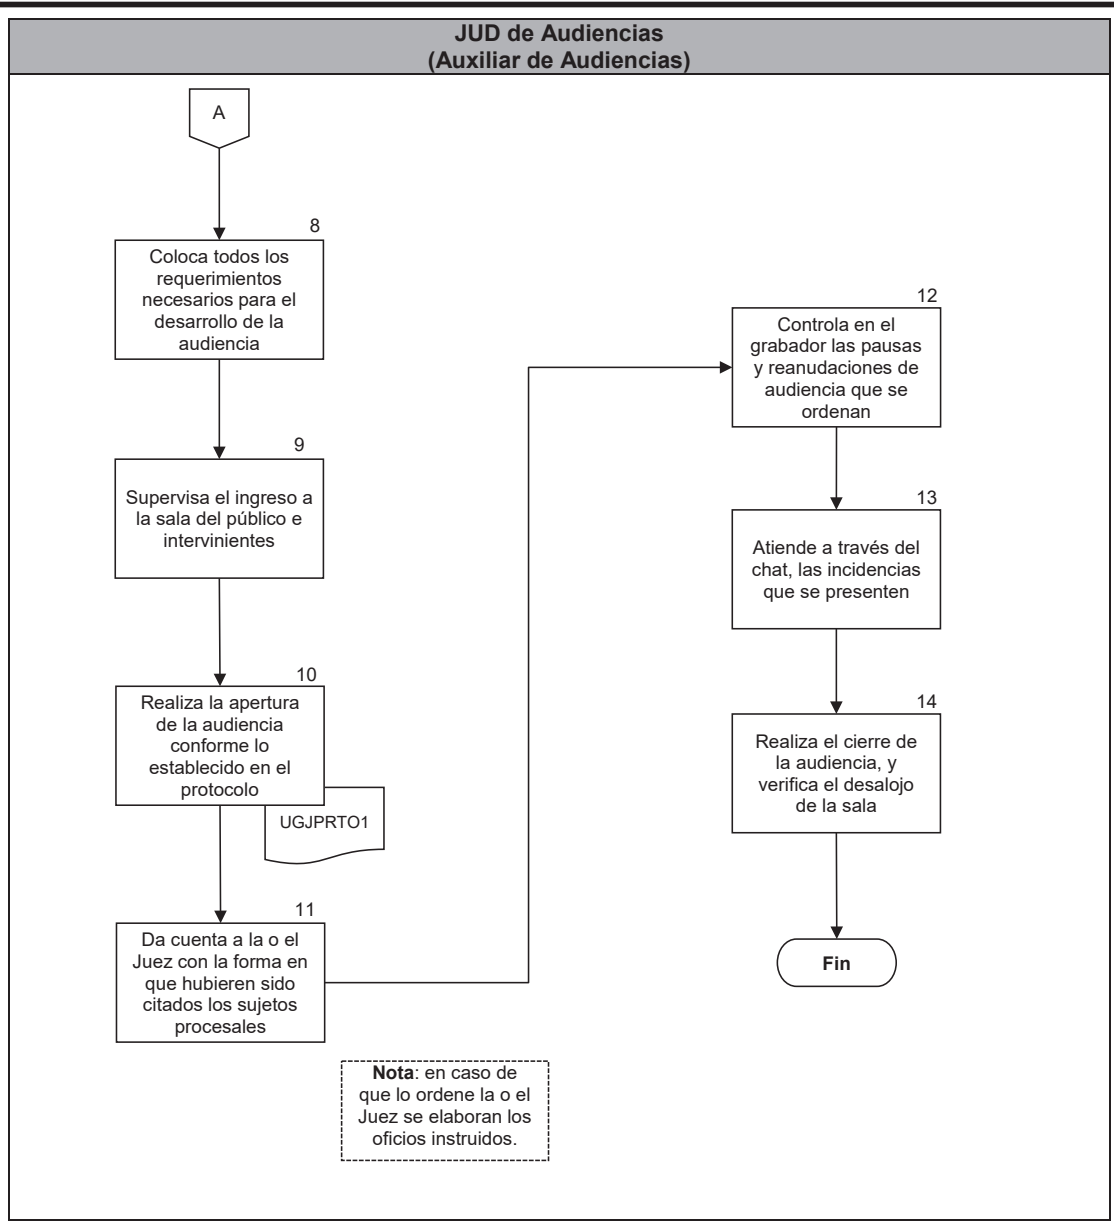 JUD de Audiencias
(Auxiliar de Audiencias)
A
8
Coloca todos los
requerimientos
necesarios para el
desarrollo de la
audiencia
9
Supervisa el ingreso a
la sala del público e
intervinientes
10
Realiza la apertura
de la audiencia
conforme lo
establecido en el
protocolo
UGJPRTO1
11
Da cuenta a la o el
Juez con la forma en
que hubieren sido
citados los sujetos
procesales
Nota: en caso de
que lo ordene la o el
Juez se elaboran los
oficios instruidos.
12
Controla en el
grabador las pausas
y reanudaciones de
audiencia que se
ordenan
13
Atiende a través del
chat, las incidencias
que se presenten
14
Realiza el cierre de
la audiencia, y
verifica el desalojo
de la sala
Fin